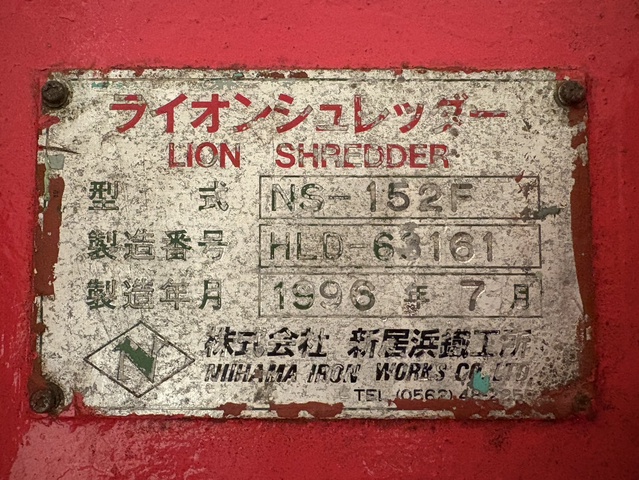 ライオンシュレッダー
LION SHREDDER
型 式 NS-152F
製造番号 HLD-63161
製造年月 1996 年 7 月
N 株式会社 新居浜鐵工所
NIIHAMA IRON WORKS CO., LTD.
TEL (0562)